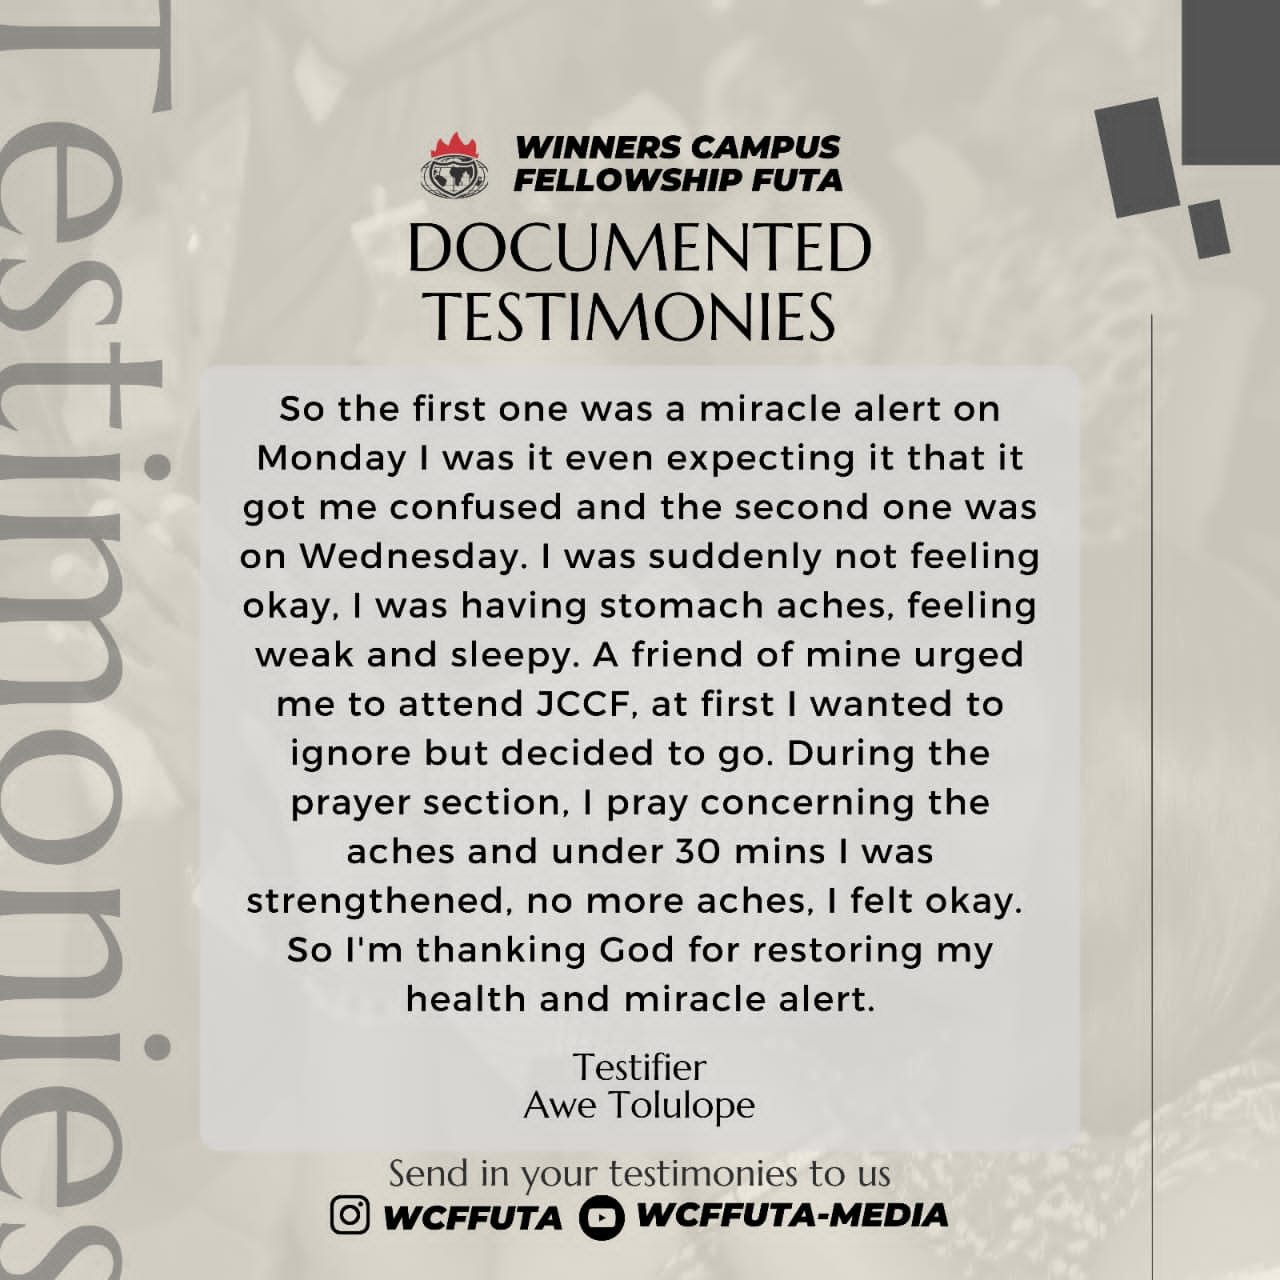 Testimonies
WINNERS CAMPUS
FELLOWSHIP FUTA
DOCUMENTED
TESTIMONIES
So the first one was a miracle alert on
Monday I was it even expecting it that it
got me confused and the second one was
on Wednesday. I was suddenly not feeling
okay, I was having stomach aches, feeling
weak and sleepy. A friend of mine urged
me to attend JCCF, at first I wanted to
ignore but decided to go. During the
prayer section, I pray concerning the
aches and under 30 mins I was
strengthened, no more aches, I felt okay.
So I'm thanking God for restoring my
health and miracle alert.
Testifier
Awe Tolulope
Send in your testimonies to us
WCFFUTA WCFFUTA-MEDIA